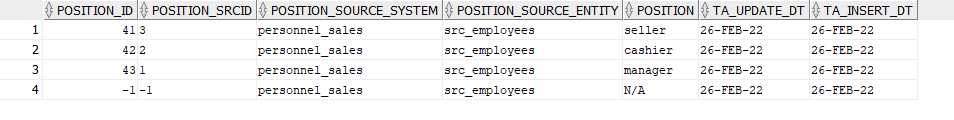 POSITION_ID POSITION_SRCID POSITION_SOURCE_SYSTEM POSITION_SOURCE_ENTITY POSITION TA_UPDATE_DT TA_INSERT_DT
1 41 3 personnel_sales src_employees seller 26-FEB-22 26-FEB-22
2 42 2 personnel_sales src_employees cashier 26-FEB-22 26-FEB-22
3 43 1 personnel_sales src_employees manager 26-FEB-22 26-FEB-22
4 -1 -1 personnel_sales src_employees N/A 26-FEB-22 26-FEB-22